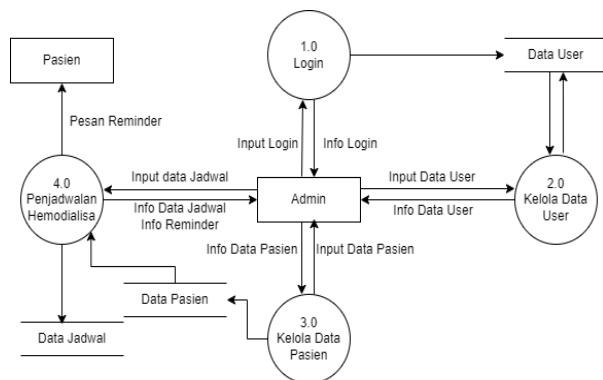 1.0
Login
Pasien
Data User
Pesan Reminder
Input Login
Info Login
4.0
Penjadwalan
Hemodialisa
Input data Jadwal
Info Data Jadwal
Info Reminder
Admin
Input Data User
Info Data User
2.0
Kelola Data
User
Info Data Pasien
Input Data Pasien
Data Pasien
3.0
Kelola Data
Pasien
Data Jadwal